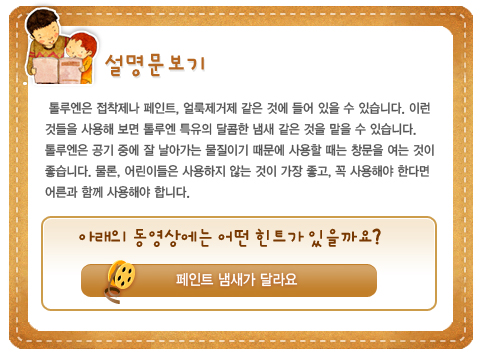 설명문보기
톨루엔은 접착제나 페인트, 얼룩제거제 같은 것에 들어 있을 수 있습니다. 이런
것들을 사용해 보면 톨루엔 특유의 달콤한 냄새 같은 것을 맡을 수 있습니다.
톨루엔은 공기 중에 잘 날아가는 물질이기 때문에 사용할 때는 창문을 여는 것이
좋습니다. 물론, 어린이들은 사용하지 않는 것이 가장 좋고, 꼭 사용해야 한다면
어른과 함께 사용해야 합니다.
아래의 동영상에는 어떤 힌트가 있을까요?
페인트 냄새가 달라요